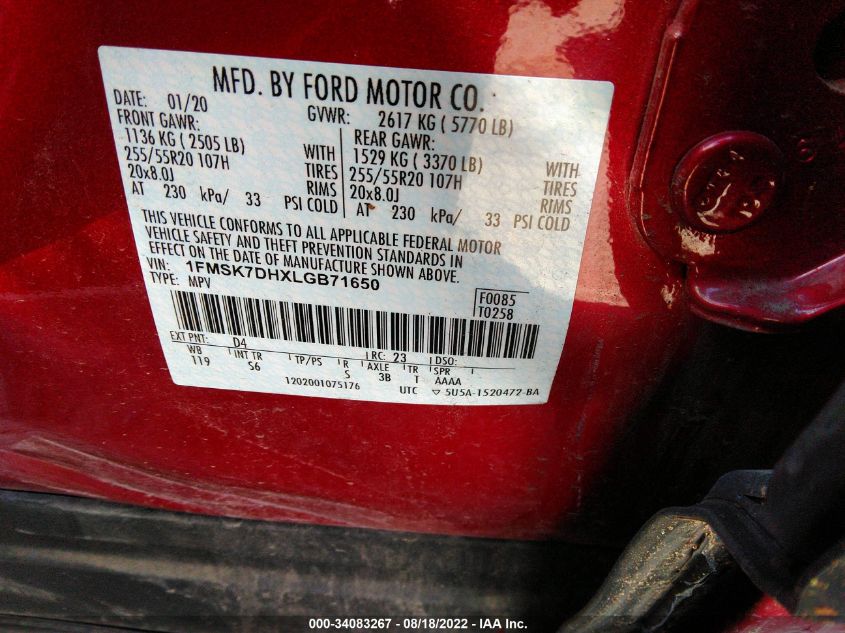 MFD. BY FORD MOTOR CO.
DATE: 01/20 GVWR: 2617 KG ( 5770 LB)
FRONT GAWR: REAR GAWR:
1136 KG ( 2505 LB) WITH 1529 KG ( 3370 LB) WITH
255/55R20 107H TIRES 255/55R20 107H TIRES
20x8.0J RIMS 20x8.0J RIMS
AT 230 kPa/ 33 PSI COLD AT 230 kPa/ 33 PSI COLD
THIS VEHICLE CONFORMS TO ALL APPLICABLE FEDERAL MOTOR
VEHICLE SAFETY AND THEFT PREVENTION STANDARDS IN
EFFECT ON THE DATE OF MANUFACTURE SHOWN ABOVE.
VIN: 1FMSK7DHXLGB71650
TYPE: MPV
F0085
T0258
EXT PNT: D4 RC: 23 DSO:
WB INT TR TP/PS R AXLE TR SPR
119 S6 S 3B T AAAA
1202001075176 UTC ▽ 5U5A-1520472-BA
000-34083267 - 08/18/2022 - IAA Inc.